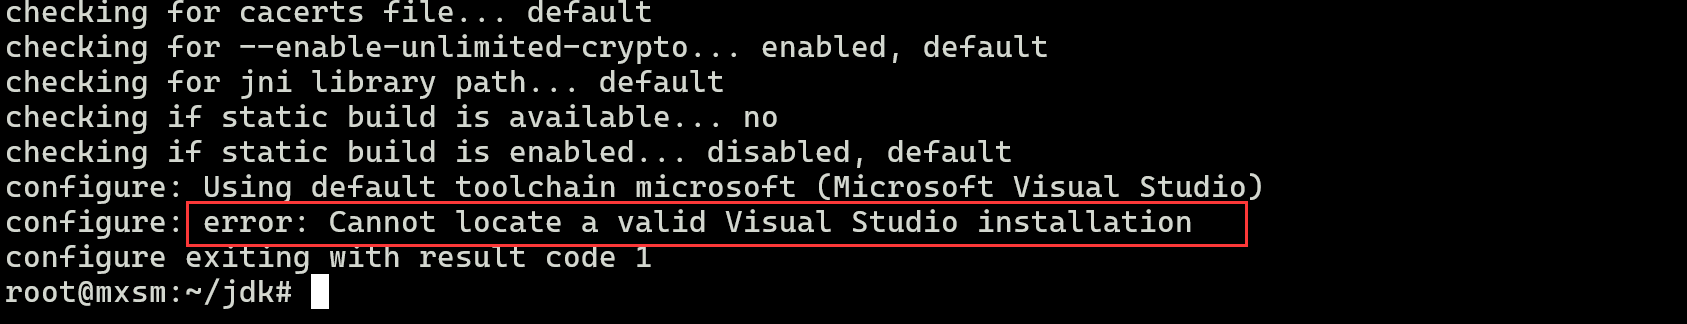 checking for cacerts file... default
checking for --enable-unlimited-crypto... enabled, default
checking for jni library path... default
checking if static build is available... no
checking if static build is enabled... disabled, default
configure: Using default toolchain microsoft (Microsoft Visual Studio)
configure: error: Cannot locate a valid Visual Studio installation
configure exiting with result code 1
root@mxsm:~/jdk#